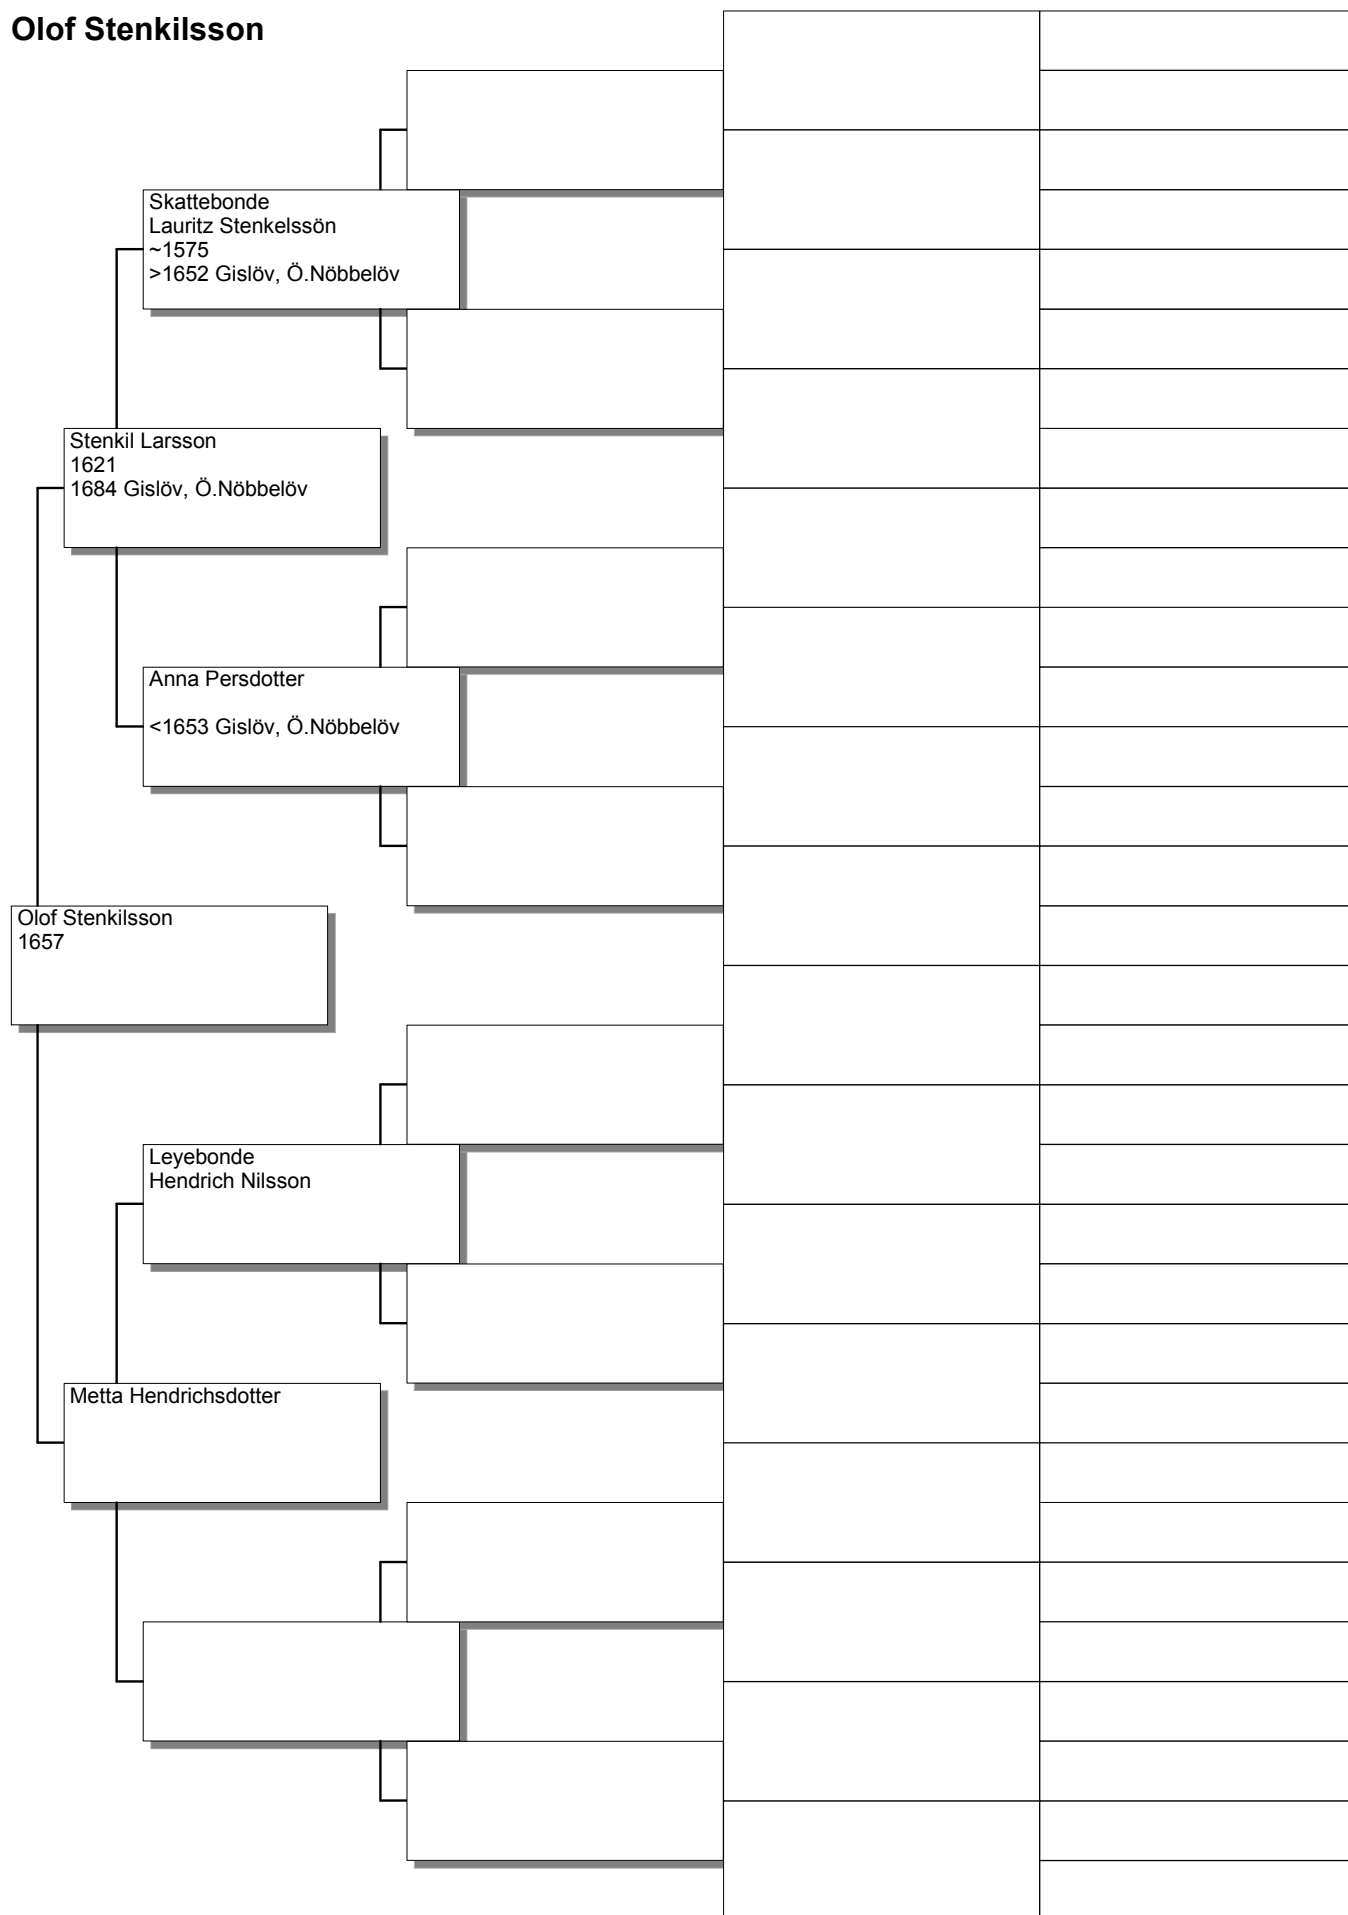 Olof Stenkilsson
Skattebonde
Lauritz Stenkelssön
~1575
>1652 Gislöv, Ö.Nöbbelöv
Stenkil Larsson
1621
1684 Gislöv, Ö.Nöbbelöv
Anna Persdotter
<1653 Gislöv, Ö.Nöbbelöv
Olof Stenkilsson
1657
Leyebonde
Hendrich Nilsson
Metta Hendrichsdotter